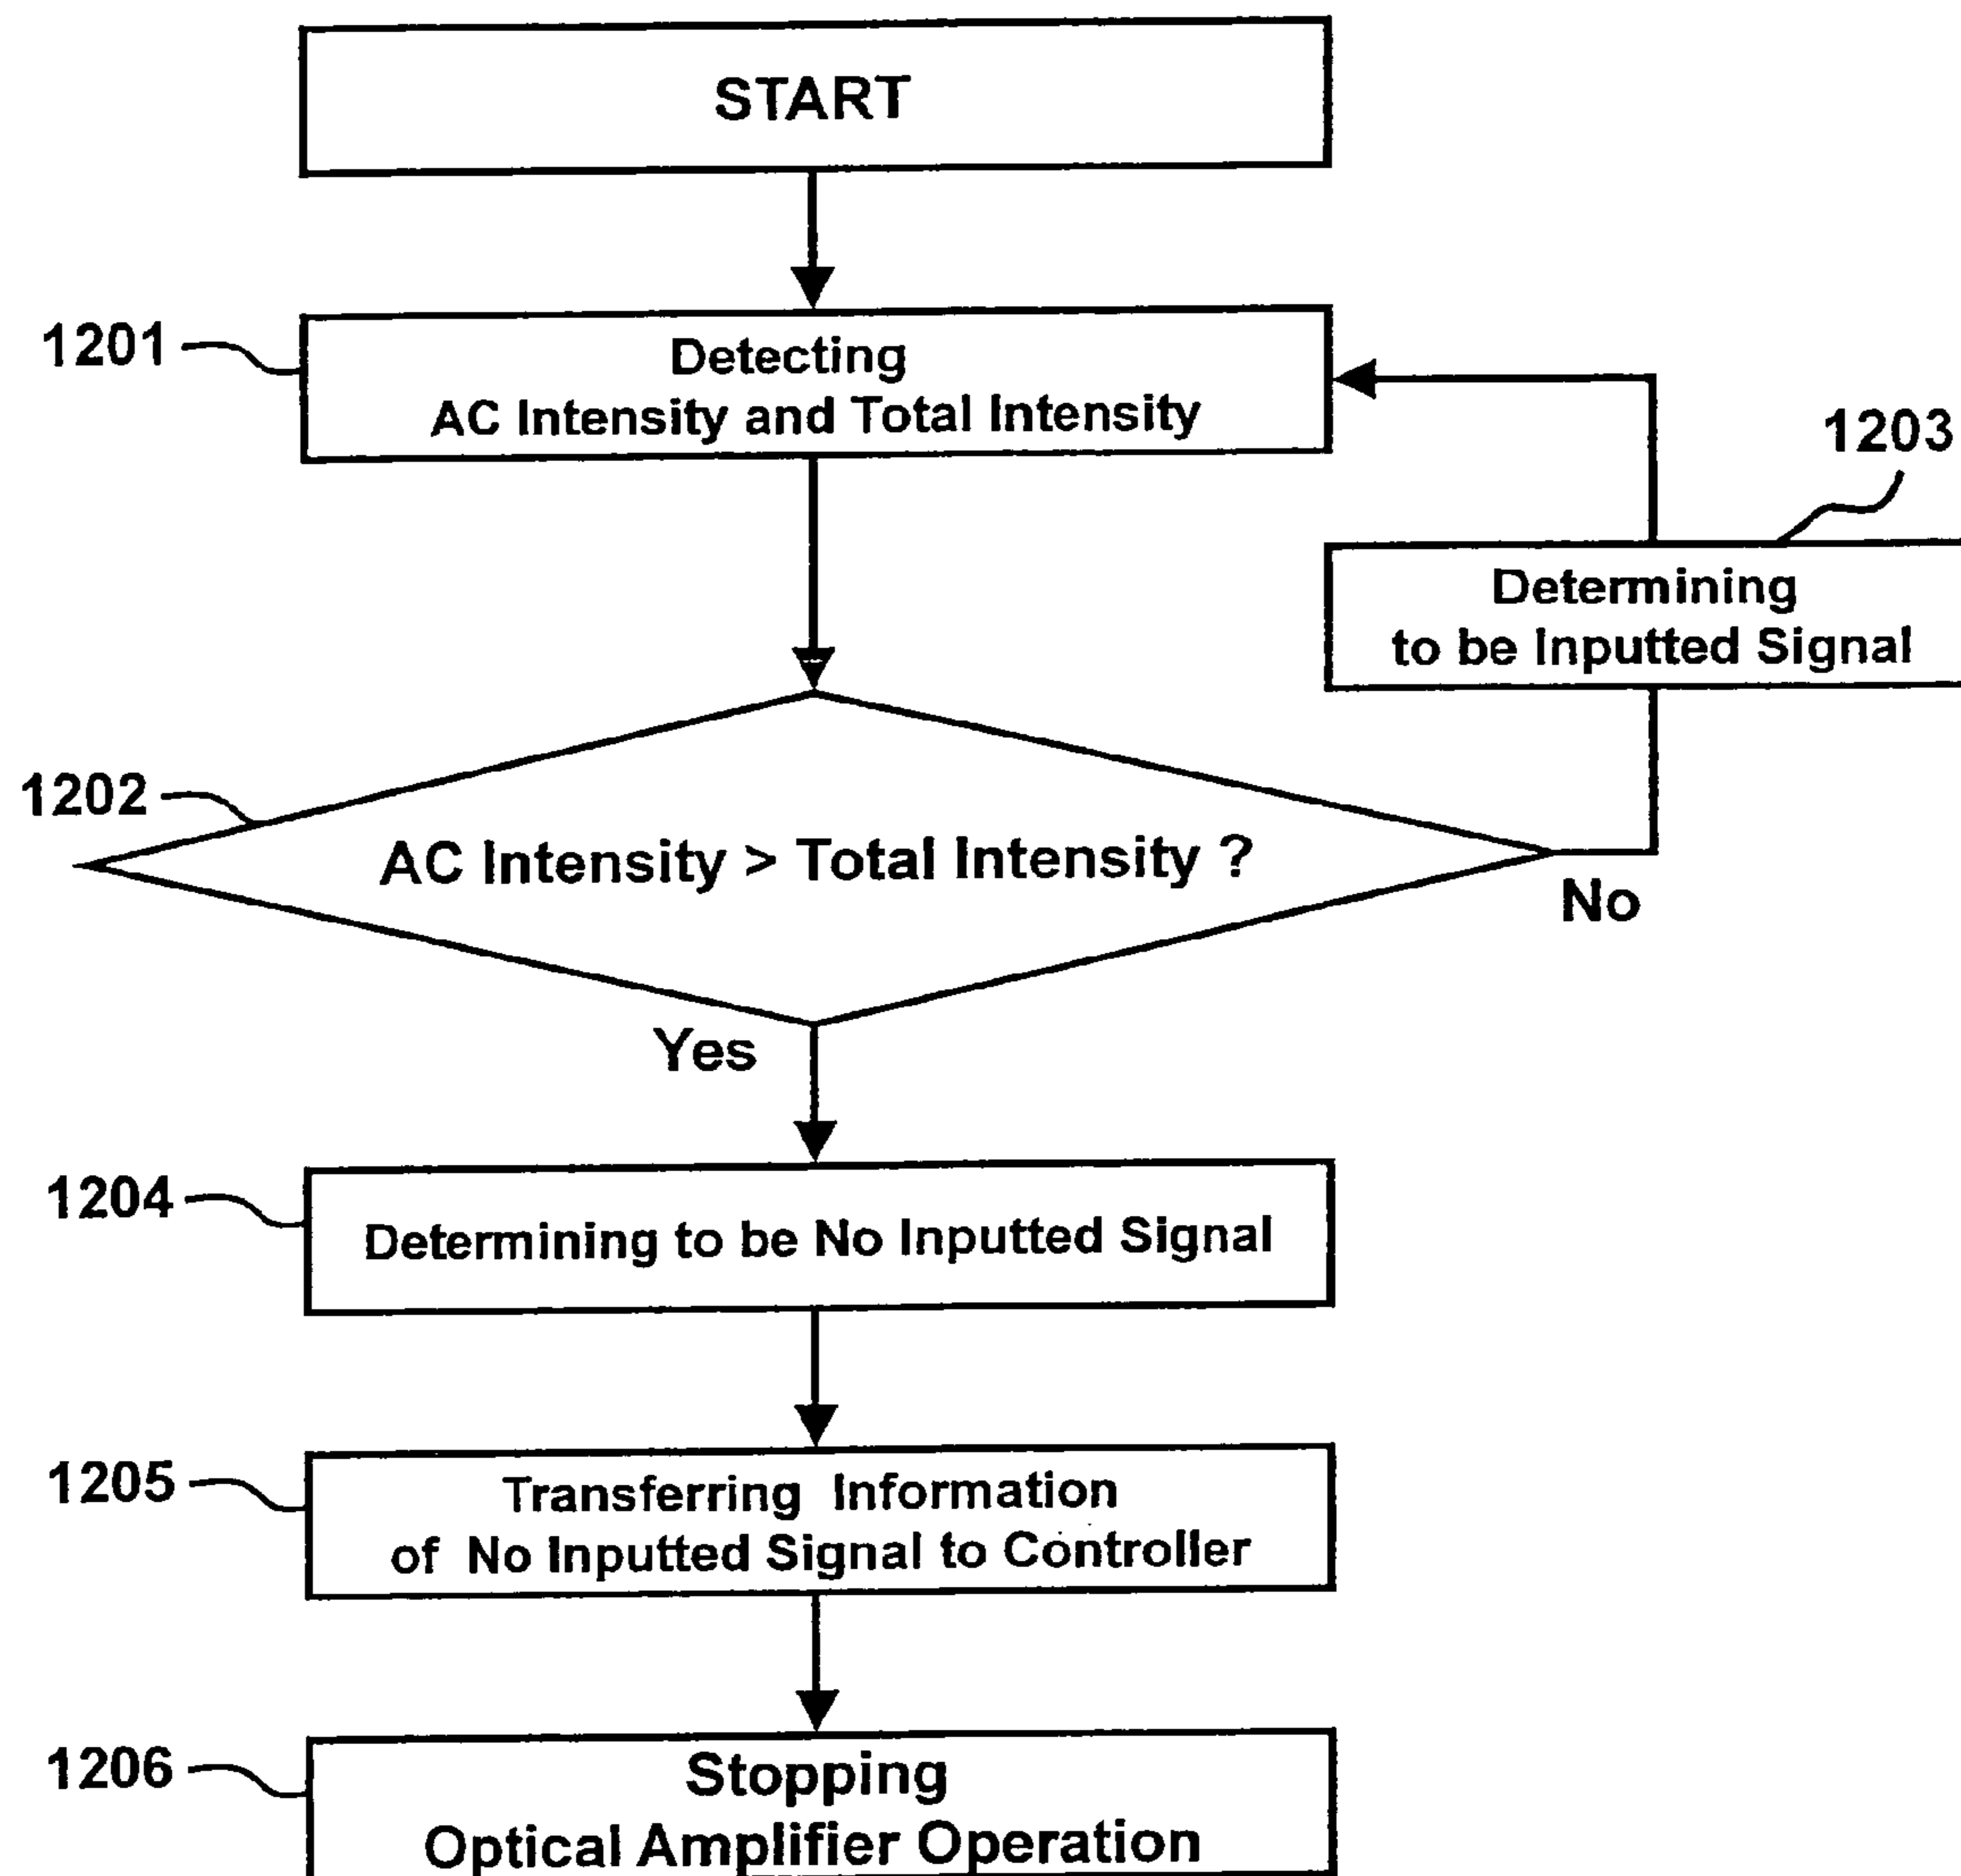 START
1201
Detecting
AC Intensity and Total Intensity
1203
Determining
to be Inputted Signal
1202
AC Intensity > Total Intensity ?
No
Yes
1204
Determining to be No Inputted Signal
1205
Transferring Information
of No Inputted Signal to Controller
1206
Stopping
Optical Amplifier Operation